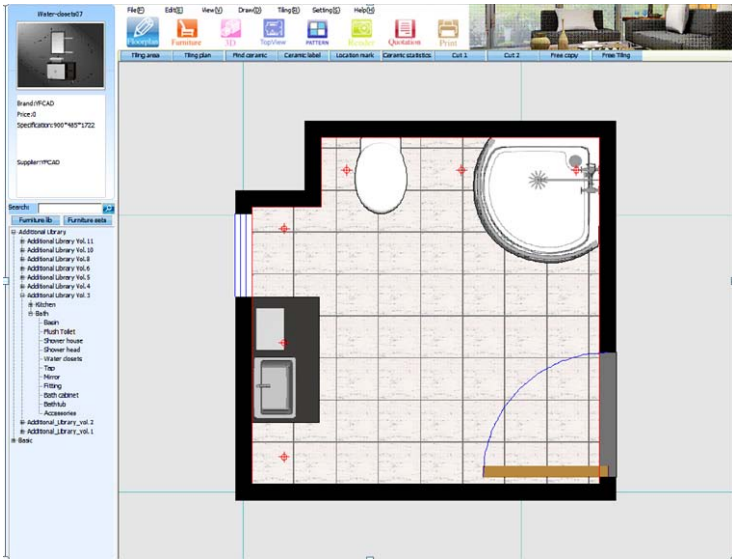 Water-closets07
File(F) Edit(E) View(V) Draw(D) Tiling(R) Setting(S) Help(H)
Floorplan Furniture 3D TopView PATTERN Render Quotation Print
Tiling area Tiling plan Find ceramic Ceramic label Location mark Ceramic statistics Cut 1 Cut 2 Free copy Free Tiling
Brand:YFCAD
Price:0
Specification:900*485*1722
Supplier:YFCAD
Search:
Furniture lib Furniture sets
Additional Library
Additional Library Vol.11
Additional Library Vol.10
Additional Library Vol.8
Additional Library Vol.6
Additional Library Vol.5
Additional Library Vol.4
Additional Library Vol.3
Kitchen
Bath
Basin
Flush Toilet
Shower house
Shower head
Water closets
Tap
Mirror
Fitting
Bath cabinet
Bathtub
Accessories
Additional_Library_vol.2
Additional_Library_vol.1
Basic